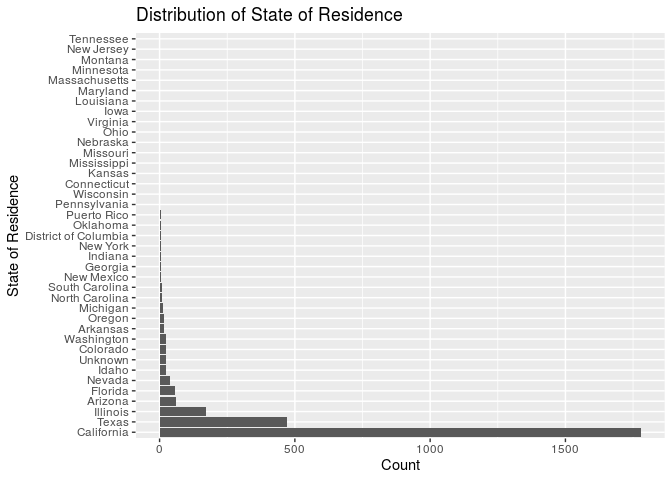 Distribution of State of Residence
State of Residence
Tennessee
New Jersey
Montana
Minnesota
Massachusetts
Maryland
Louisiana
Iowa
Virginia
Ohio
Nebraska
Missouri
Mississippi
Kansas
Connecticut
Wisconsin
Pennsylvania
Puerto Rico
Oklahoma
District of Columbia
New York
Indiana
Georgia
New Mexico
South Carolina
North Carolina
Michigan
Oregon
Arkansas
Washington
Colorado
Unknown
Idaho
Nevada
Florida
Arizona
Illinois
Texas
California
0 500 1000 1500
Count